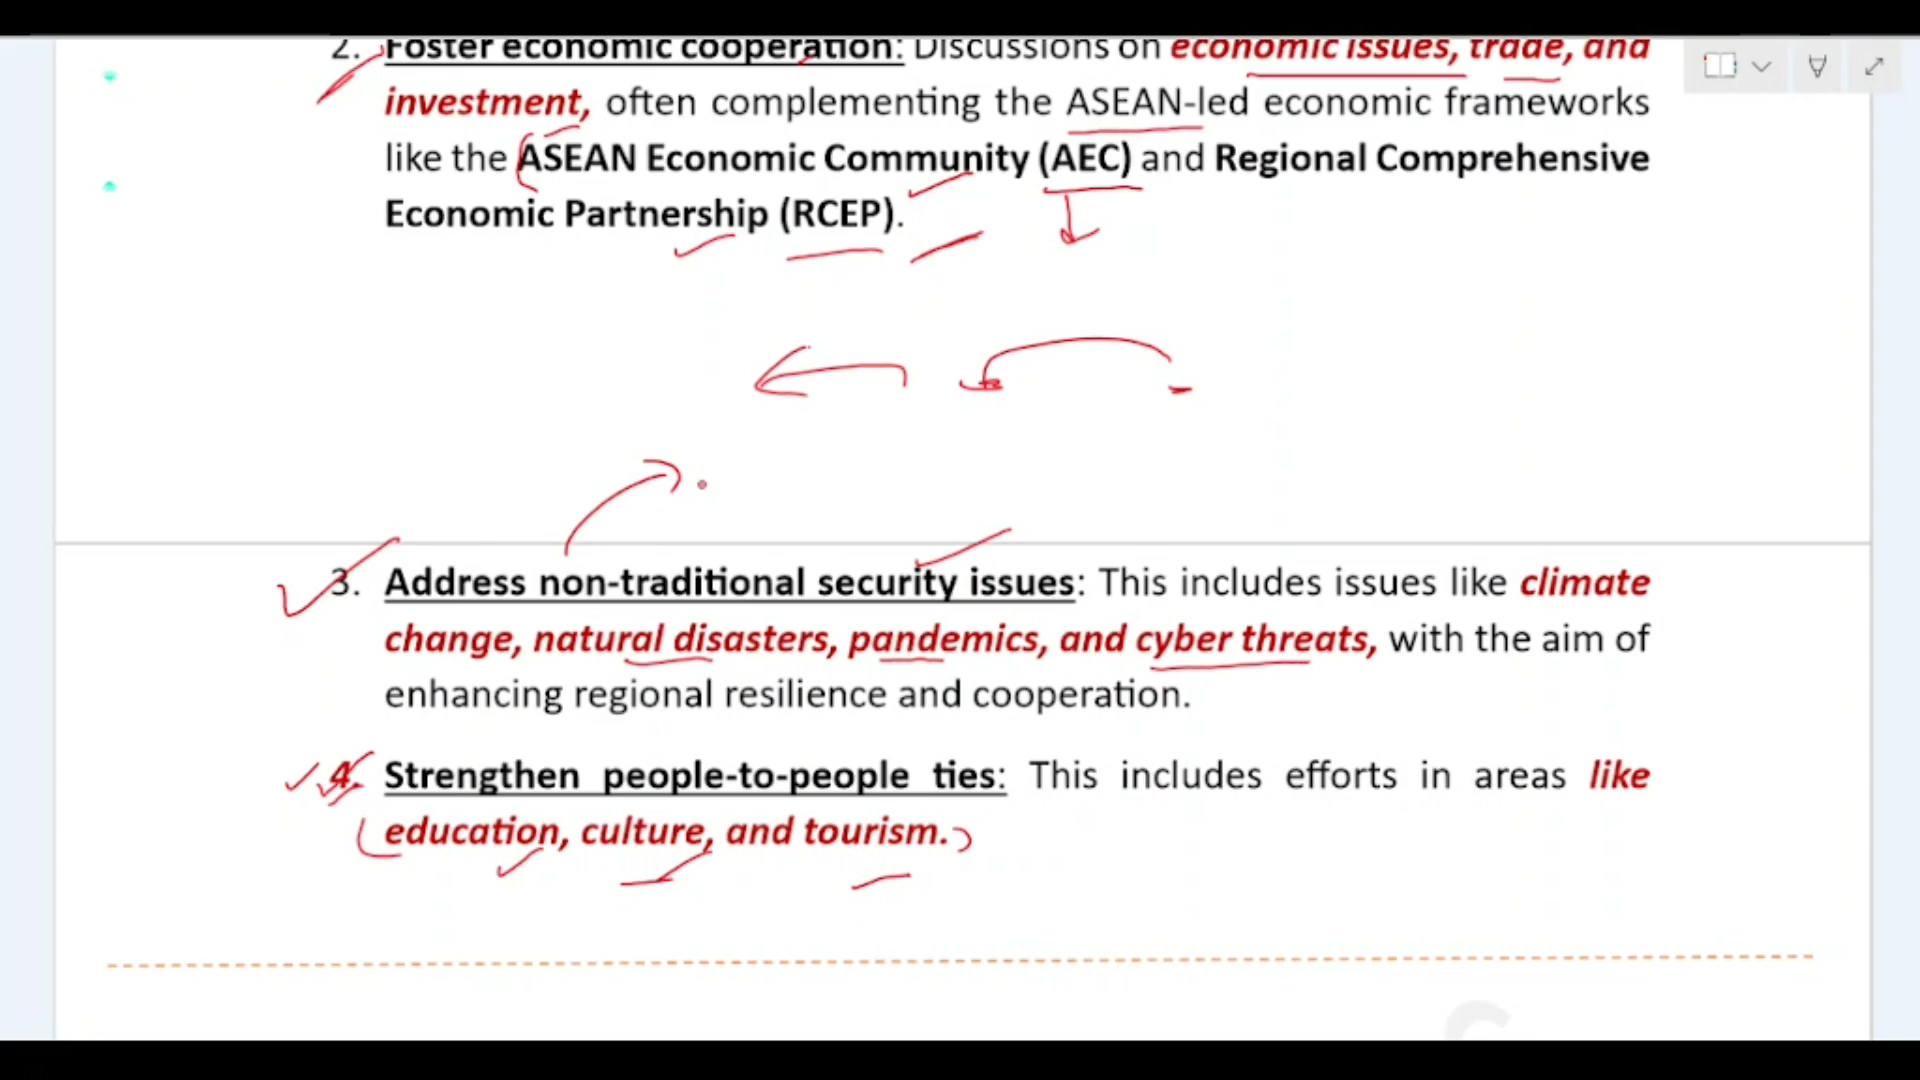 2. Foster economic cooperation: Discussions on economic issues, trade, and
investment, often complementing the ASEAN-led economic frameworks
like the ASEAN Economic Community (AEC) and Regional Comprehensive
Economic Partnership (RCEP).
3. Address non-traditional security issues: This includes issues like climate
change, natural disasters, pandemics, and cyber threats, with the aim of
enhancing regional resilience and cooperation.
4. Strengthen people-to-people ties: This includes efforts in areas like
education, culture, and tourism.